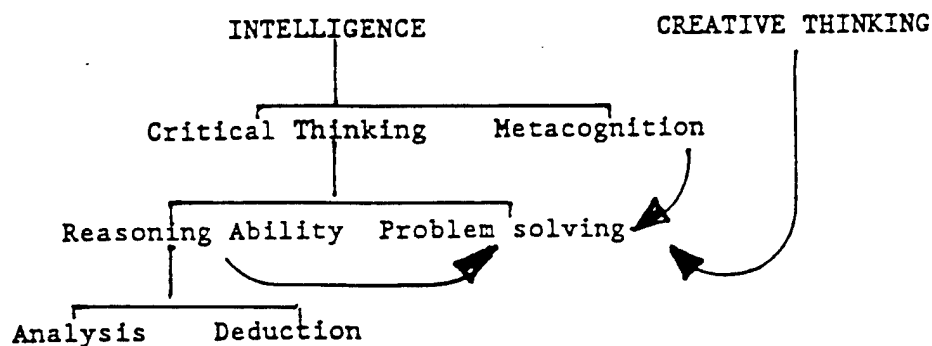 INTELLIGENCE CREATIVE THINKING
Critical Thinking Metacognition
Reasoning Ability Problem solving
Analysis Deduction